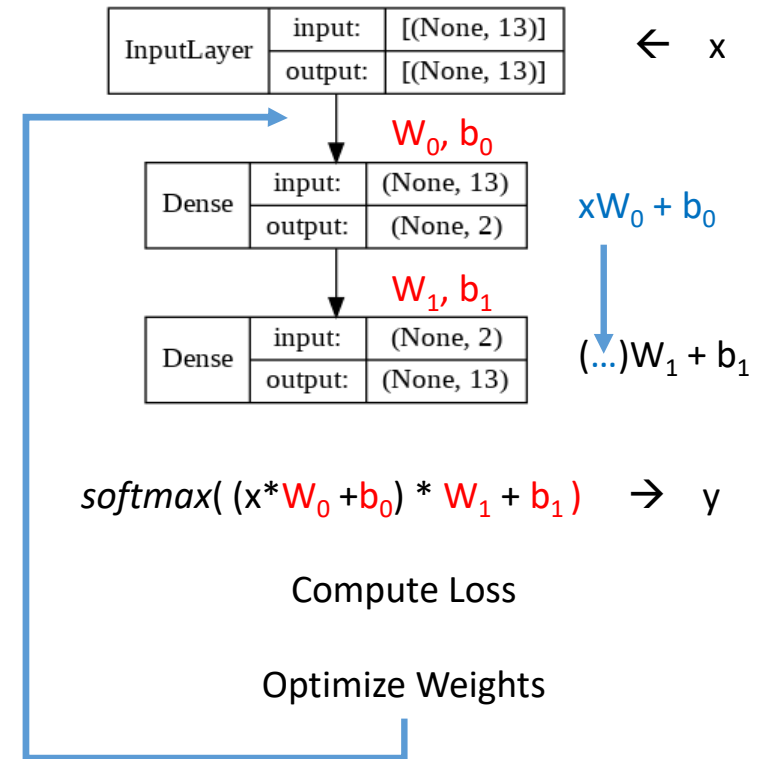 InputLayer input: [(None, 13)] ← x
output: [(None, 13)]
W₀, b₀
Dense input: (None, 13)
output: (None, 2)
xW₀ + b₀
W₁, b₁
Dense input: (None, 2)
output: (None, 13)
(...)W₁ + b₁
softmax( (x*W₀ +b₀) * W₁ + b₁ ) → y
Compute Loss
Optimize Weights